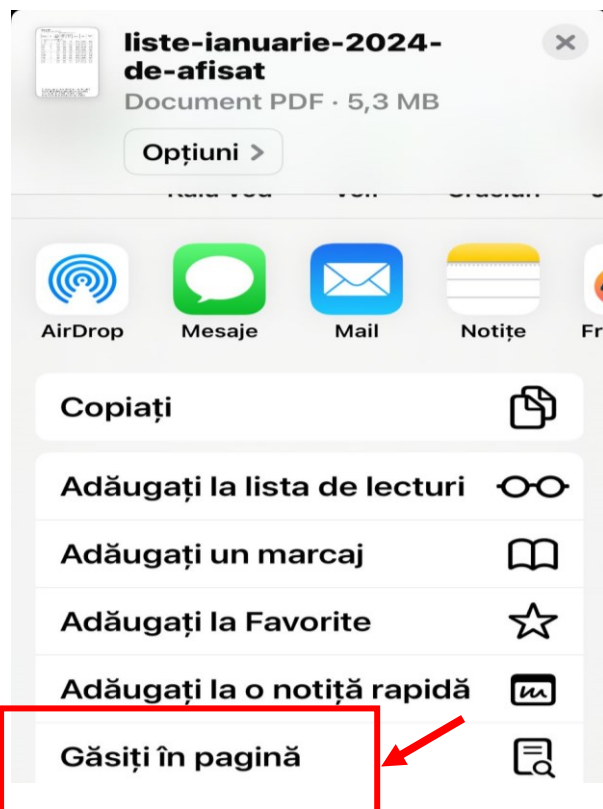 liste-ianuarie-2024-
de-afisat
Document PDF · 5,3 MB
Opțiuni >
AirDrop Mesaje Mail Notițe Fr
Copiați
Adăugați la lista de lecturi
Adăugați un marcaj
Adăugați la Favorite
Adăugați la o notiță rapidă
Găsiți în pagină